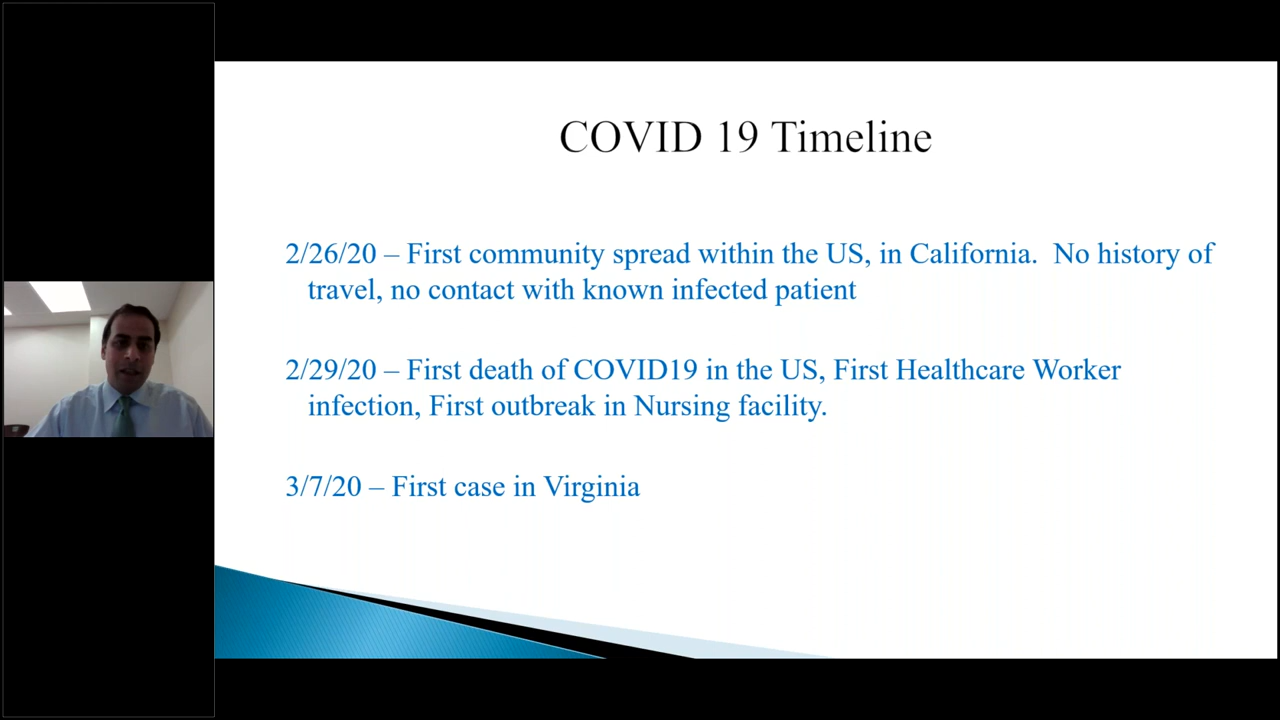 COVID 19 Timeline
2/26/20 – First community spread within the US, in California.  No history of
travel, no contact with known infected patient
2/29/20 – First death of COVID19 in the US, First Healthcare Worker
infection, First outbreak in Nursing facility.
3/7/20 – First case in Virginia